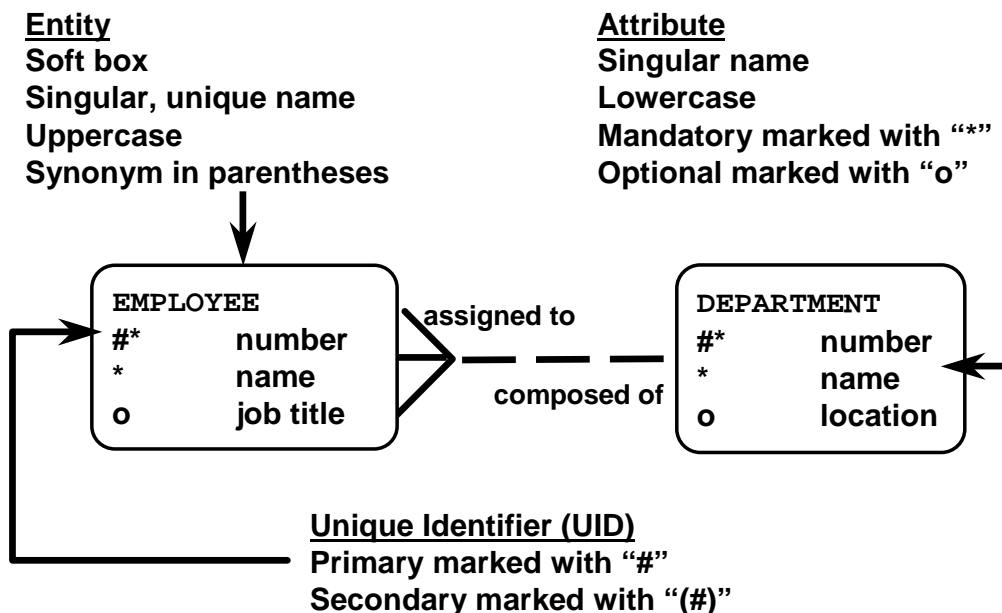 Entity
Soft box
Singular, unique name
Uppercase
Synonym in parentheses
Attribute
Singular name
Lowercase
Mandatory marked with “*”
Optional marked with “o”
EMPLOYEE
#* number
* name
o job title
assigned to
composed of
DEPARTMENT
#* number
* name
o location
Unique Identifier (UID)
Primary marked with “#”
Secondary marked with “(#)”